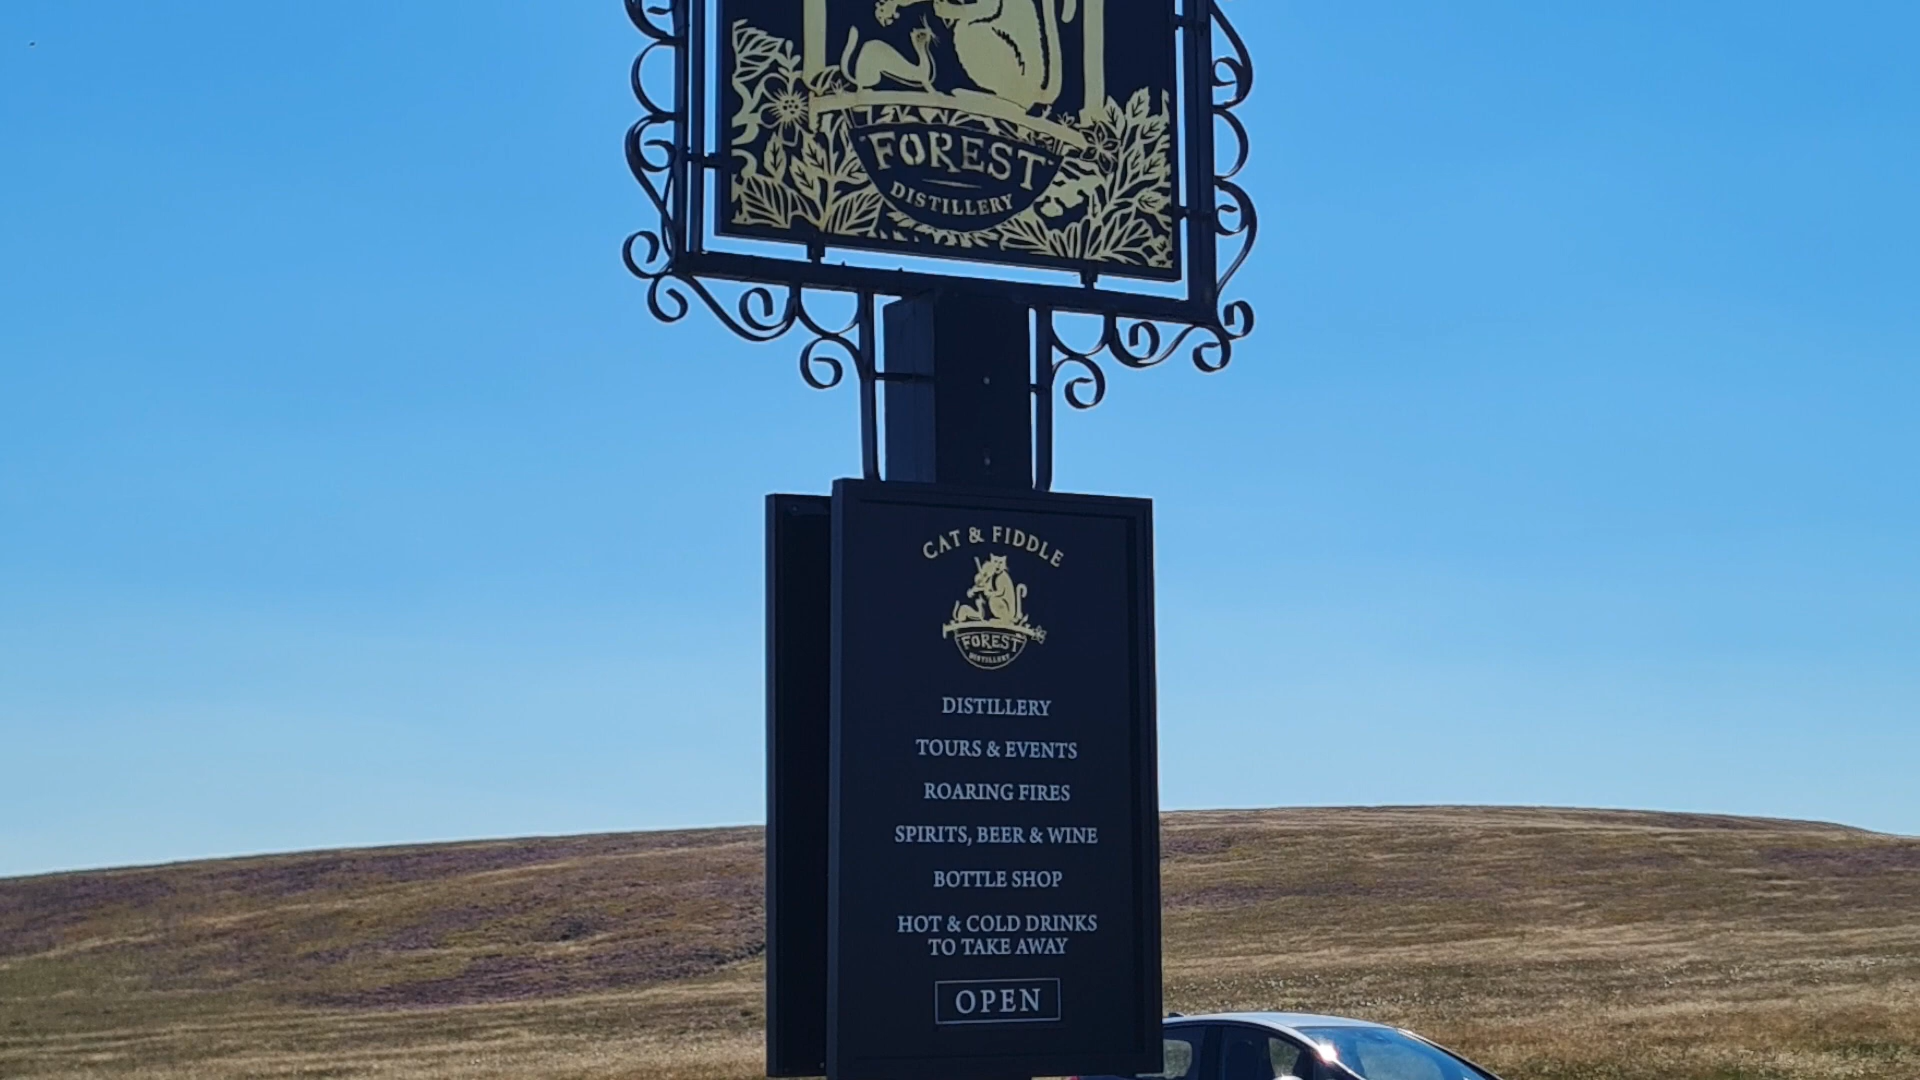 FOREST
DISTILLERY
CAT & FIDDLE
FOREST
DISTILLERY
DISTILLERY
TOURS & EVENTS
ROARING FIRES
SPIRITS, BEER & WINE
BOTTLE SHOP
HOT & COLD DRINKS
TO TAKE AWAY
OPEN